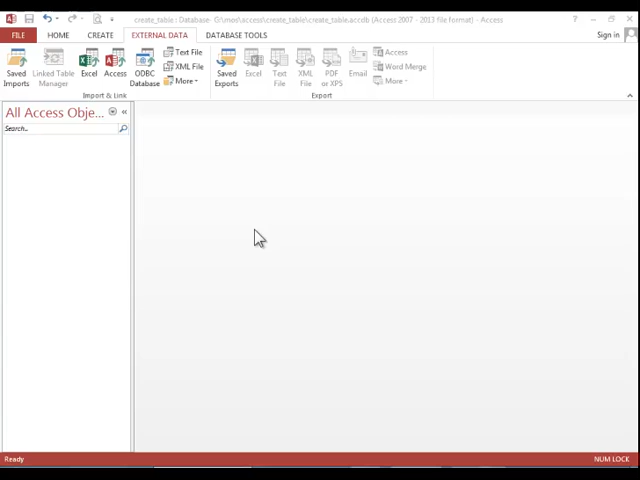 create_table : Database- G:\mos\access\create_table\create_table.accdb (Access 2007 - 2013 file format) - Access
FILE HOME CREATE EXTERNAL DATA DATABASE TOOLS Sign in
Saved Imports
Linked Table Manager
Excel
Access
ODBC Database
Text File
XML File
More
Saved Exports
Excel
Text File
XML File
PDF or XPS
Email
Access
Word Merge
More
Import & Link
Export
All Access Obje...
Search..
Ready
NUM LOCK